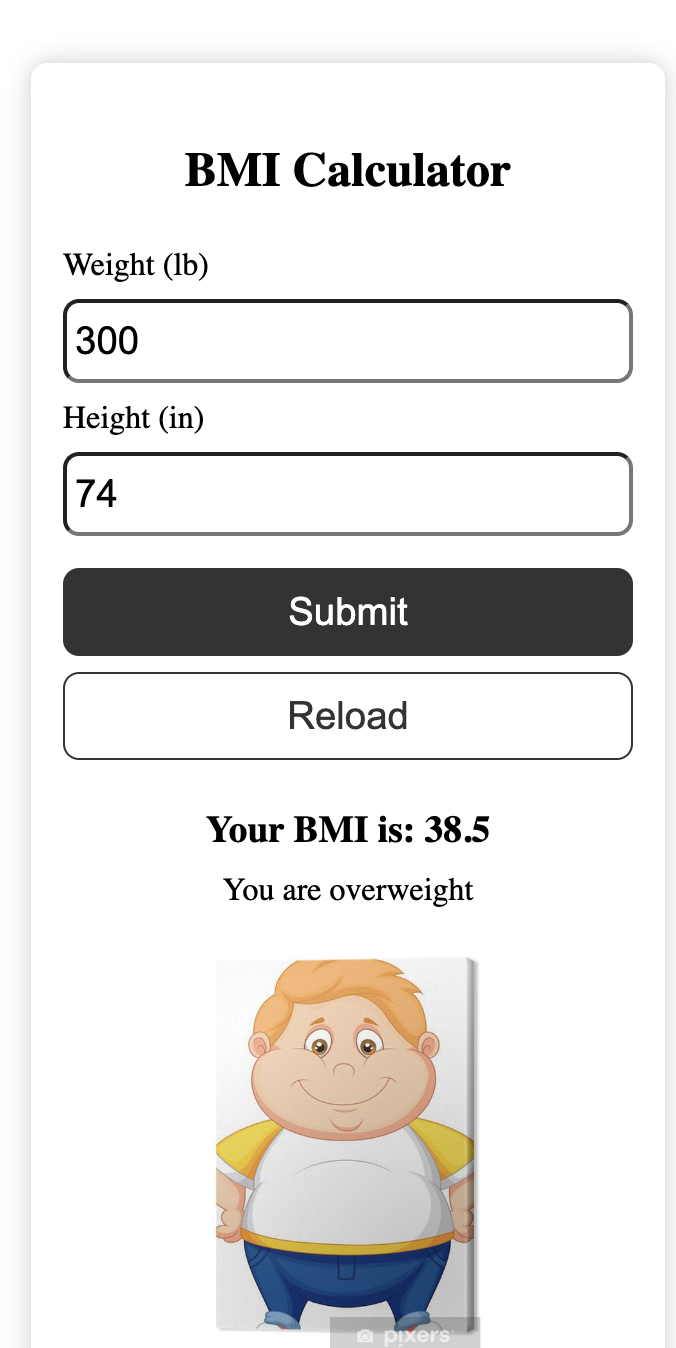 BMI Calculator
Weight (lb)
300
Height (in)
74
Submit
Reload
Your BMI is: 38.5
You are overweight
pixers